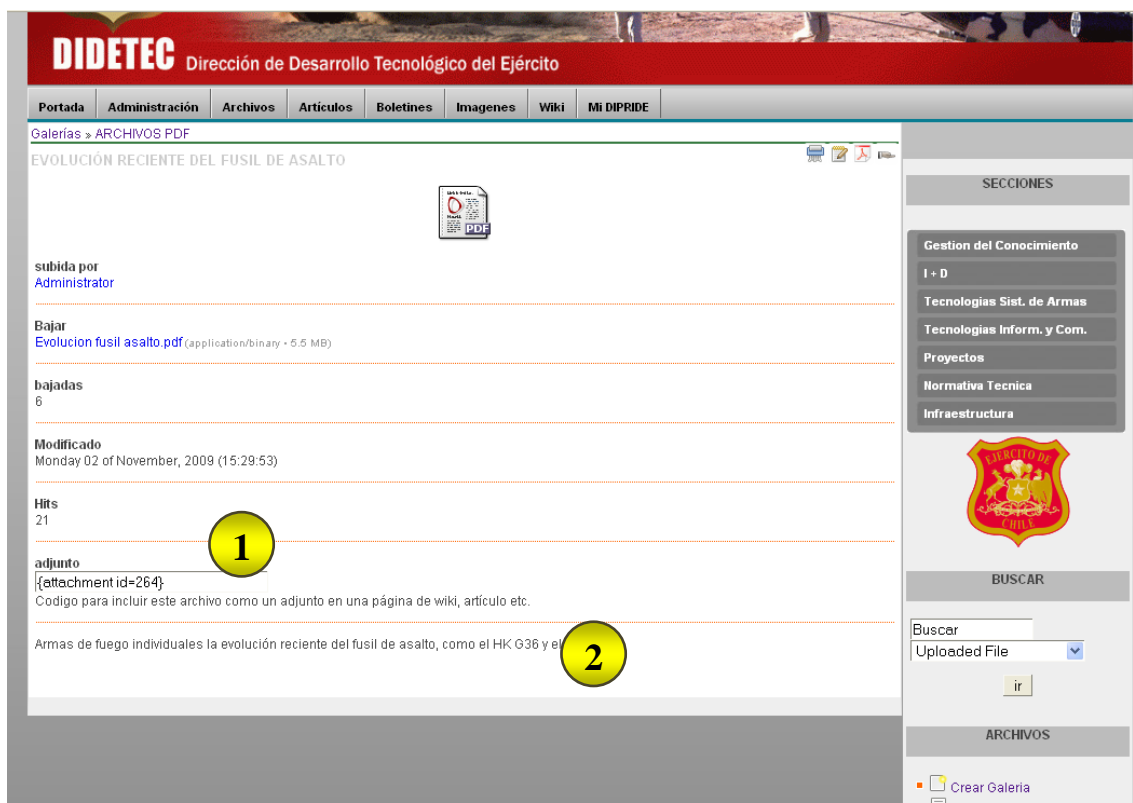 DIDETEC Dirección de Desarrollo Tecnológico del Ejército
Portada Administración Archivos Artículos Boletines Imagenes Wiki Mi DIPRIDE
Galerías » ARCHIVOS PDF
EVOLUCIÓN RECIENTE DEL FUSIL DE ASALTO
PDF
subida por
Administrator
Bajar
Evolucion fusil asalto.pdf (application/binary • 5.5 MB)
bajadas
6
Modificado
Monday 02 of November, 2009 (15:29:53)
Hits
21
1
adjunto
{attachment id=264}
Codigo para incluir este archivo como un adjunto en una página de wiki, artículo etc.
Armas de fuego individuales la evolución reciente del fusil de asalto, como el HK G36 y el
2
SECCIONES
Gestion del Conocimiento
I + D
Tecnologias Sist. de Armas
Tecnologias Inform. y Com.
Proyectos
Normativa Tecnica
Infraestructura
EJERCITO DE
CHILE
BUSCAR
Buscar
Uploaded File
ir
ARCHIVOS
Crear Galeria